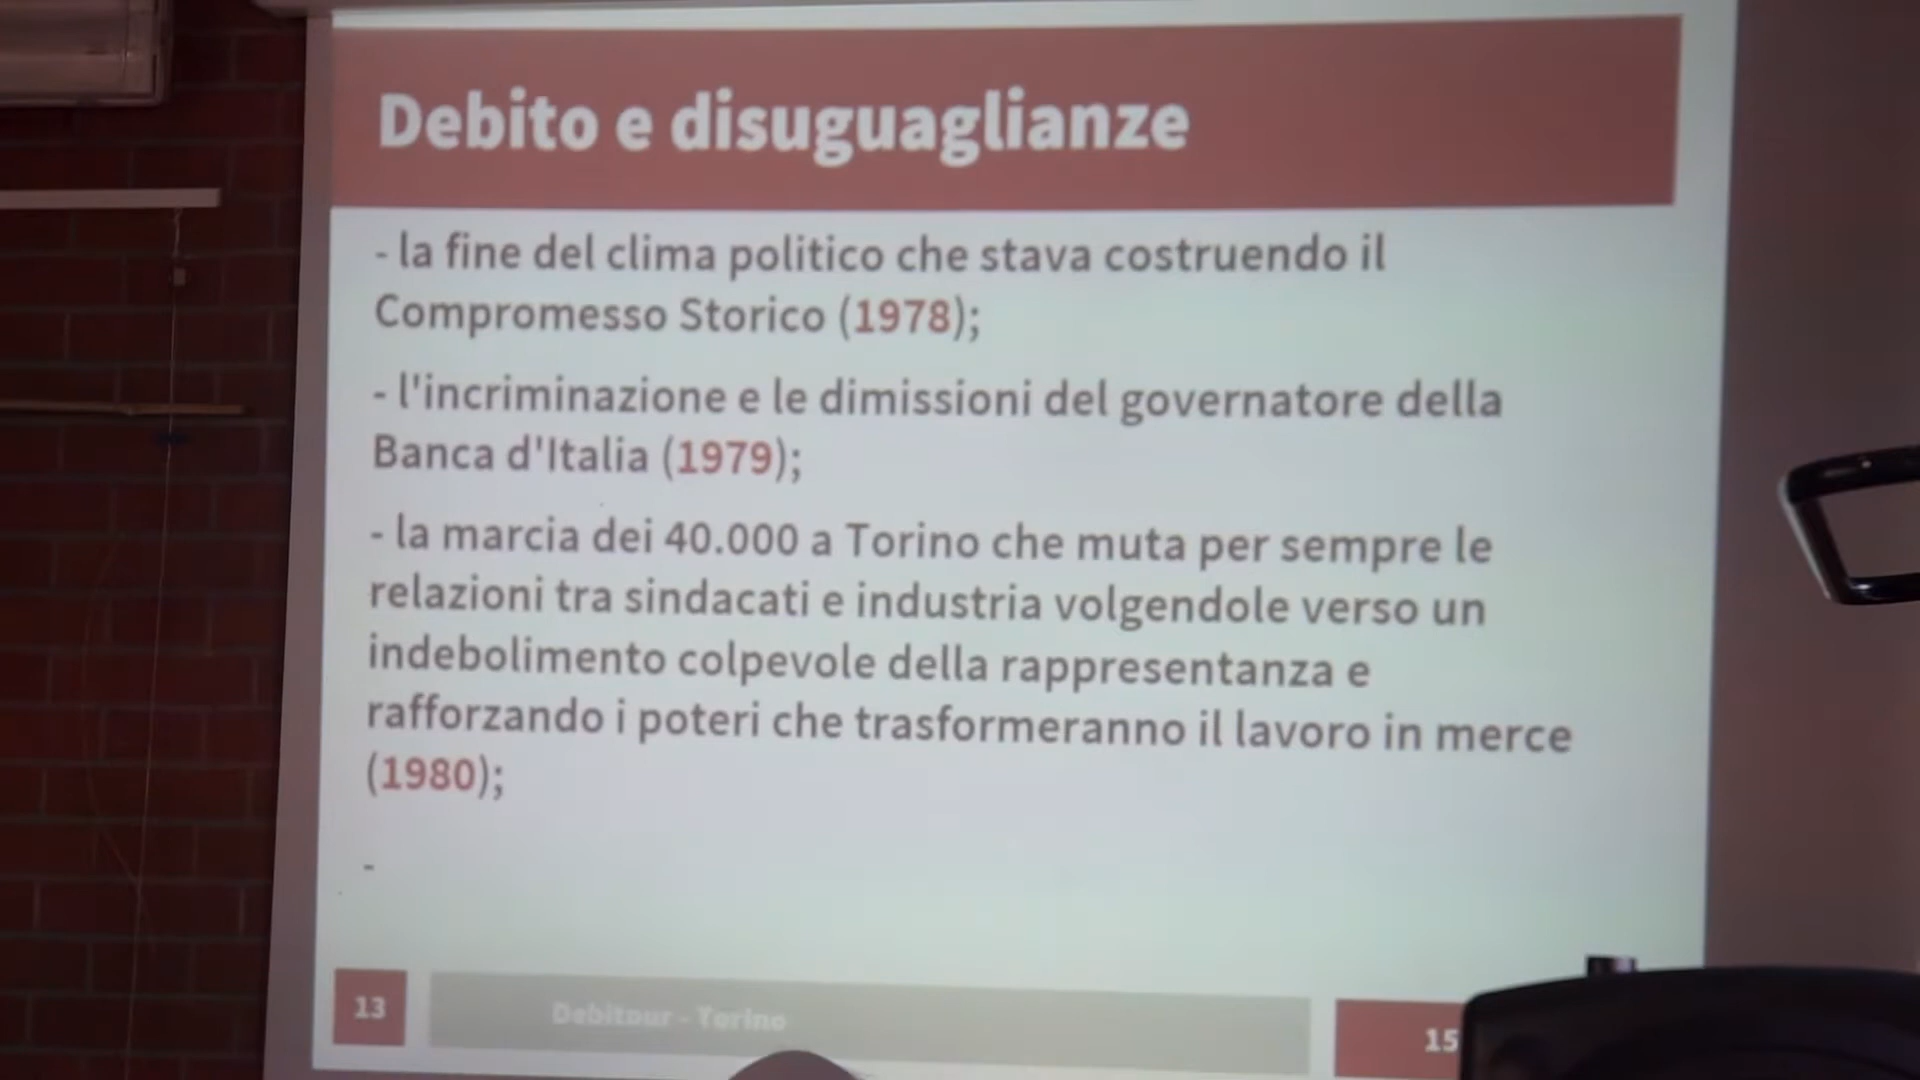 Debito e disuguaglianze
- la fine del clima politico che stava costruendo il
Compromesso Storico (1978);
- l'incriminazione e le dimissioni del governatore della
Banca d'Italia (1979);
- la marcia dei 40.000 a Torino che muta per sempre le
relazioni tra sindacati e industria volgendole verso un
indebolimento colpevole della rappresentanza e
rafforzando i poteri che trasformeranno il lavoro in merce
(1980);
-
13 Debitour - Torino 15